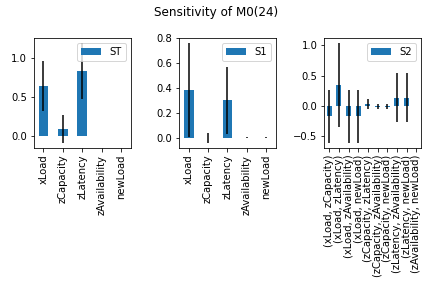 Sensitivity of M0(24)
ST
1.0
0.5
0.0
xLoad
zCapacity
zLatency
zAvailability
newLoad
S1
0.8
0.6
0.4
0.2
0.0
xLoad
zCapacity
zLatency
zAvailability
newLoad
S2
1.0
0.5
0.0
−0.5
(xLoad, zCapacity)
(xLoad, zLatency)
(xLoad, zAvailability)
(xLoad, newLoad)
(zCapacity, zLatency)
(zCapacity, zAvailability)
(zCapacity, newLoad)
(zLatency, zAvailability)
(zLatency, newLoad)
(zAvailability, newLoad)